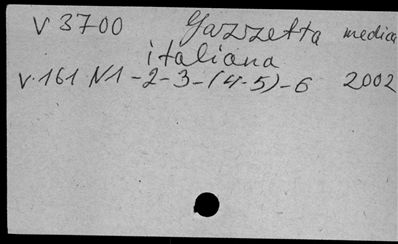 V 3700 Gazzetta medica
italiana
v. 161 N1-2-3-(4-5)-6 2002